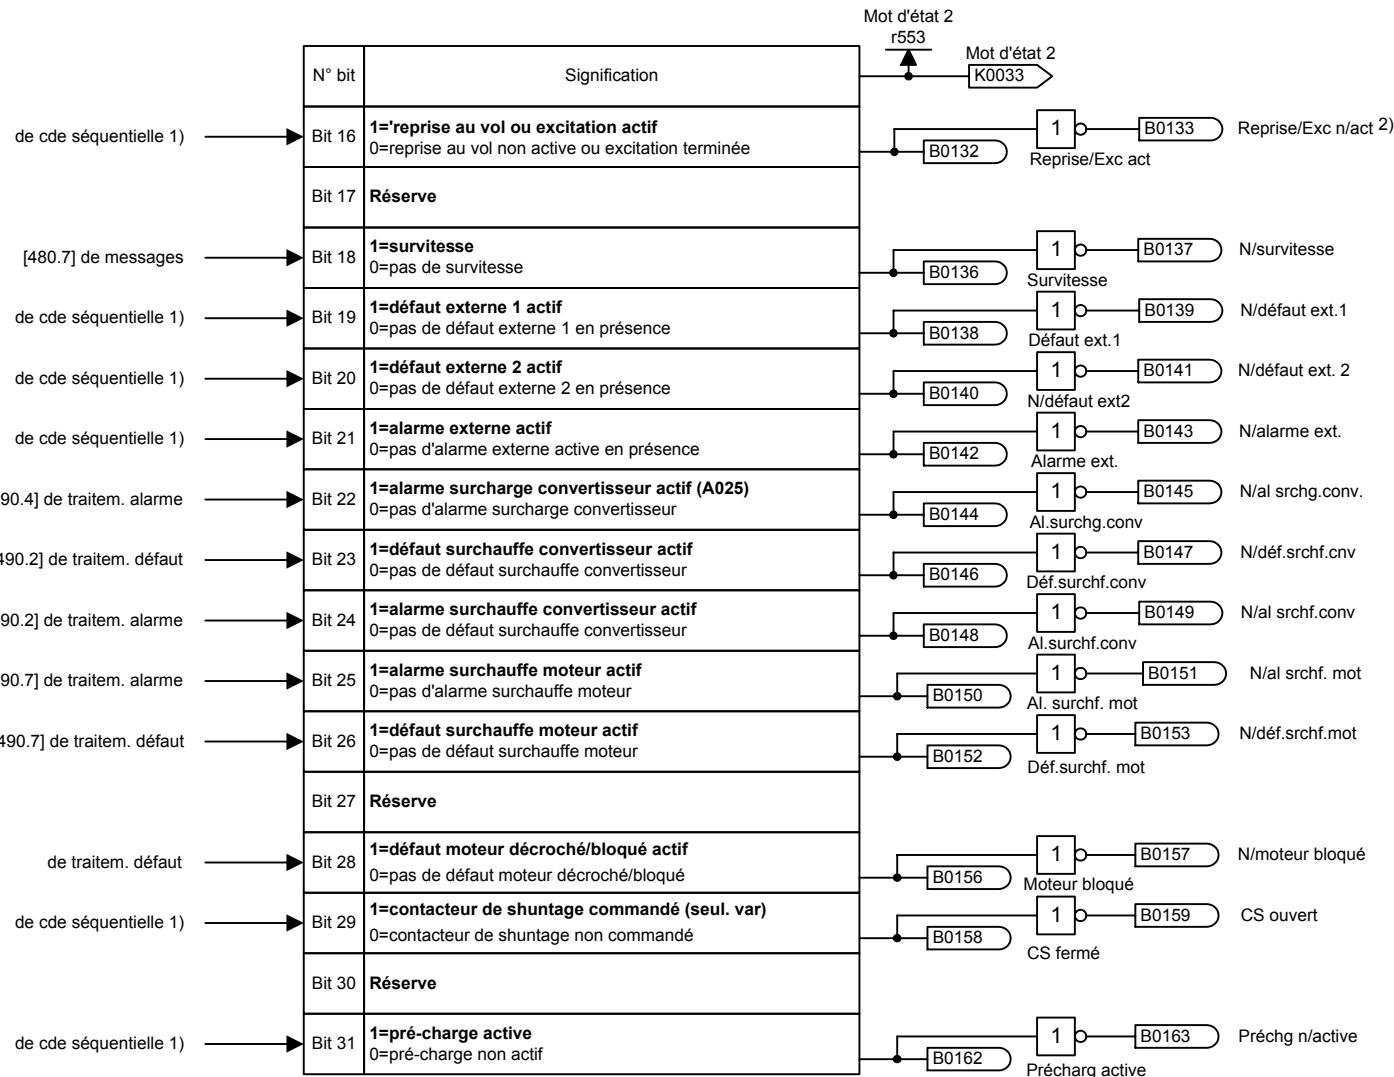 Mot d'état 2
r553
Mot d'état 2
K0033
N° bit
Signification
de cde séquentielle 1)
Bit 16
1='reprise au vol ou excitation actif
0=reprise au vol non active ou excitation terminée
B0132
1
Reprise/Exc act
B0133
Reprise/Exc n/act 2)
Bit 17
Réserve
[480.7] de messages
Bit 18
1=survitesse
0=pas de survitesse
B0136
1
Survitesse
B0137
N/survitesse
de cde séquentielle 1)
Bit 19
1=défaut externe 1 actif
0=pas de défaut externe 1 en présence
B0138
1
Défaut ext.1
B0139
N/défaut ext.1
de cde séquentielle 1)
Bit 20
1=défaut externe 2 actif
0=pas de défaut externe 2 en présence
B0140
1
N/défaut ext2
B0141
N/défaut ext. 2
de cde séquentielle 1)
Bit 21
1=alarme externe actif
0=pas d'alarme externe active en présence
B0142
1
Alarme ext.
B0143
N/alarme ext.
90.4] de traitem. alarme
Bit 22
1=alarme surcharge convertisseur actif (A025)
0=pas d'alarme surcharge convertisseur
B0144
1
Al.surchg.conv
B0145
N/al srchg.conv.
490.2] de traitem. défaut
Bit 23
1=défaut surchauffe convertisseur actif
0=pas de défaut surchauffe convertisseur
B0146
1
Déf.surchf.conv
B0147
N/déf.srchf.cnv
90.2] de traitem. alarme
Bit 24
1=alarme surchauffe convertisseur actif
0=pas de défaut surchauffe convertisseur
B0148
1
Al.surchf.conv
B0149
N/al srchf.conv
90.7] de traitem. alarme
Bit 25
1=alarme surchauffe moteur actif
0=pas d'alarme surchauffe moteur
B0150
1
Al. surchf. mot
B0151
N/al srchf. mot
490.7] de traitem. défaut
Bit 26
1=défaut surchauffe moteur actif
0=pas de défaut surchauffe moteur
B0152
1
Déf.surchf. mot
B0153
N/déf.srchf.mot
Bit 27
Réserve
de traitem. défaut
Bit 28
1=défaut moteur décroché/bloqué actif
0=pas de défaut moteur décroché/bloqué
B0156
1
Moteur bloqué
B0157
N/moteur bloqué
de cde séquentielle 1)
Bit 29
1=contacteur de shuntage commandé (seul. var)
0=contacteur de shuntage non commandé
B0158
1
CS fermé
B0159
CS ouvert
Bit 30
Réserve
de cde séquentielle 1)
Bit 31
1=pré-charge active
0=pré-charge non actif
B0162
1
Précharg active
B0163
Préchg n/active